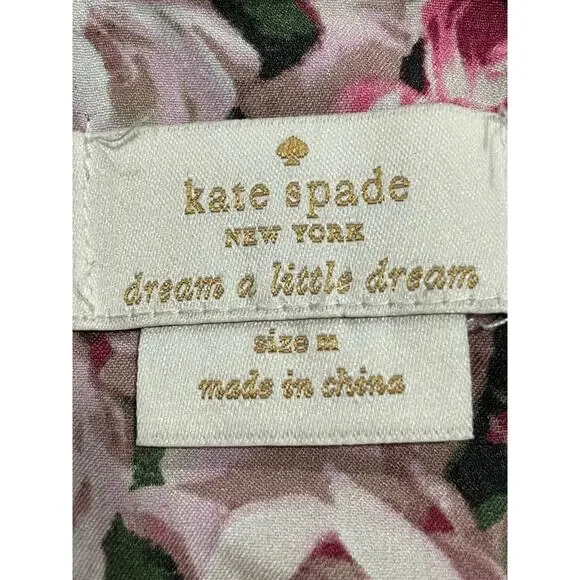 kate spade
NEW YORK
dream a little dream
size m
made in china